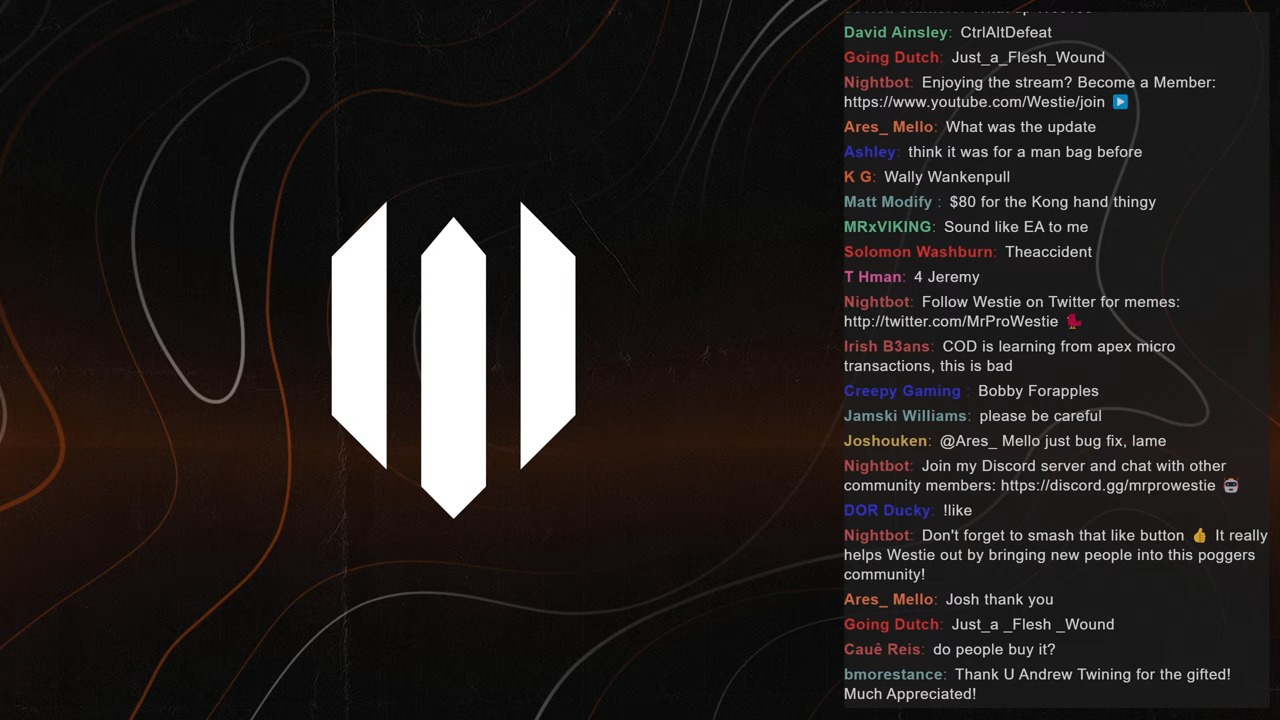 David Ainsley: CtrlAltDefeat
Going Dutch: Just_a_Flesh_Wound
Nightbot: Enjoying the stream? Become a Member:
https://www.youtube.com/Westie/join ▶️
Ares_ Mello: What was the update
Ashley: think it was for a man bag before
K G: Wally Wankenpull
Matt Modify : $80 for the Kong hand thingy
MRxVIKING: Sound like EA to me
Solomon Washburn: Theaccident
T Hman: 4 Jeremy
Nightbot: Follow Westie on Twitter for memes:
http://twitter.com/MrProWestie
Irish B3ans: COD is learning from apex micro
transactions, this is bad
Creepy Gaming : Bobby Forapples
Jamski Williams: please be careful
Joshouken: @Ares_ Mello just bug fix, lame
Nightbot: Join my Discord server and chat with other
community members: https://discord.gg/mrprowestie 🤖
DOR Ducky: !like
Nightbot: Don't forget to smash that like button 👍 It really
helps Westie out by bringing new people into this poggers
community!
Ares_ Mello: Josh thank you
Going Dutch: Just_a _Flesh _Wound
Cauê Reis: do people buy it?
bmorestance: Thank U Andrew Twining for the gifted!
Much Appreciated!